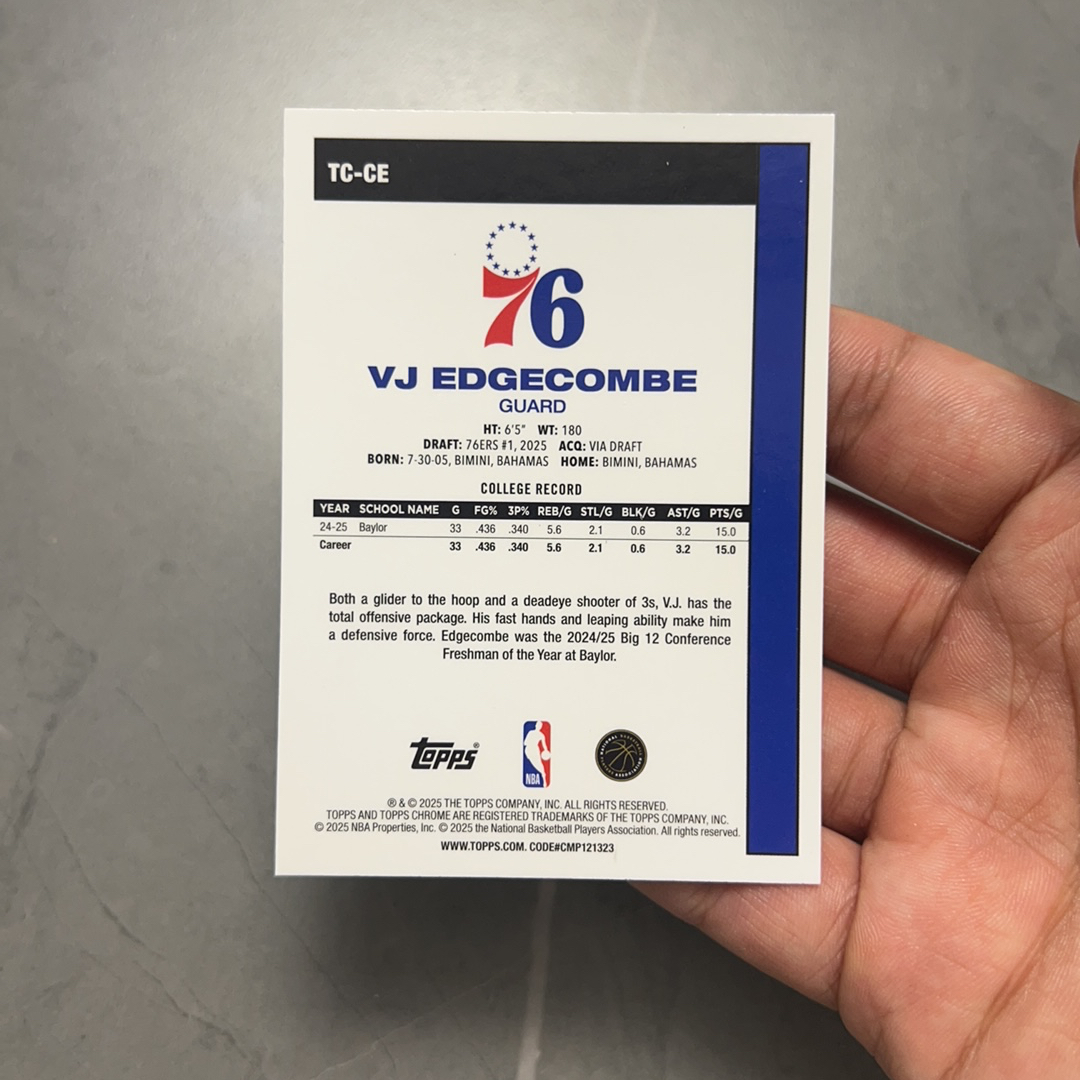 TC-CE
76
VJ EDGECOMBE
GUARD
HT: 6'5" WT: 180
DRAFT: 76ERS #1, 2025 ACQ: VIA DRAFT
BORN: 7-30-05, BIMINI, BAHAMAS HOME: BIMINI, BAHAMAS
COLLEGE RECORD
YEAR SCHOOL NAME G FG% 3P% REB/G STL/G BLK/G AST/G PTS/G
24-25 Baylor 33 .436 .340 5.6 2.1 0.6 3.2 15.0
Career 33 .436 .340 5.6 2.1 0.6 3.2 15.0
Both a glider to the hoop and a deadeye shooter of 3s, V.J. has the
total offensive package. His fast hands and leaping ability make him
a defensive force. Edgecombe was the 2024/25 Big 12 Conference
Freshman of the Year at Baylor.
Topps®
NBA
NATIONAL BASKETBALL PLAYERS ASSOCIATION
® & © 2025 THE TOPPS COMPANY, INC. ALL RIGHTS RESERVED.
TOPPS AND TOPPS CHROME ARE REGISTERED TRADEMARKS OF THE TOPPS COMPANY, INC.
© 2025 NBA Properties, Inc. © 2025 the National Basketball Players Association. All rights reserved.
WWW.TOPPS.COM. CODE#CMP121323